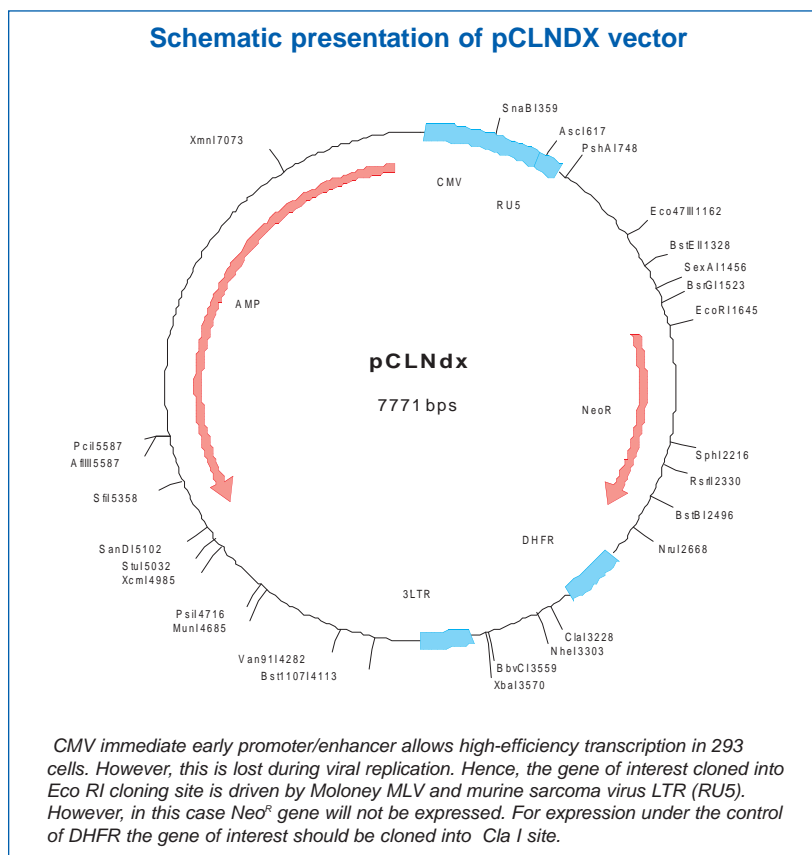 Schematic presentation of pCLNDX vector
SnaBI359
AscI617
PshAI748
XmnI7073
CMV
RU5
Eco47III1162
BstEII1328
SexAI1456
BsrGI1523
EcoRI1645
AMP
pCLNdx
7771 bps
NeoR
PciI5587
AflIII5587
SfiI5358
SphI2216
RsrII2330
BstBI2496
NruI2668
SanDI5102
StuI5032
XcmI4985
DHFR
PsiI4716
MunI4685
3LTR
ClaI3228
NheI3303
Van91I4282
Bst1107I4113
BbvCI3559
XbaI3570
CMV immediate early promoter/enhancer allows high-efficiency transcription in 293
cells. However, this is lost during viral replication. Hence, the gene of interest cloned into
Eco RI cloning site is driven by Moloney MLV and murine sarcoma virus LTR (RU5).
However, in this case Neoᴿ gene will not be expressed. For expression under the control
of DHFR the gene of interest should be cloned into Cla I site.